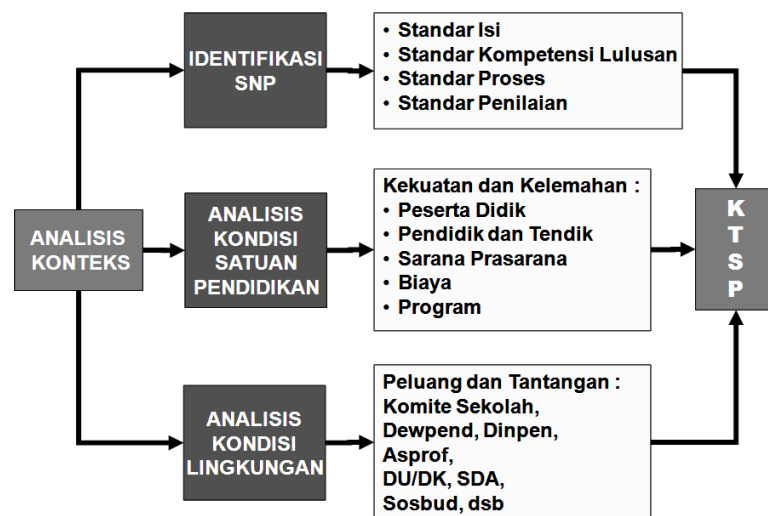 ANALISIS
KONTEKS
IDENTIFIKASI
SNP
• Standar Isi
• Standar Kompetensi Lulusan
• Standar Proses
• Standar Penilaian
ANALISIS
KONDISI
SATUAN
PENDIDIKAN
Kekuatan dan Kelemahan :
• Peserta Didik
• Pendidik dan Tendik
• Sarana Prasarana
• Biaya
• Program
ANALISIS
KONDISI
LINGKUNGAN
Peluang dan Tantangan :
Komite Sekolah,
Dewpend, Dinpen,
Asprof,
DU/DK, SDA,
Sosbud, dsb
K
T
S
P